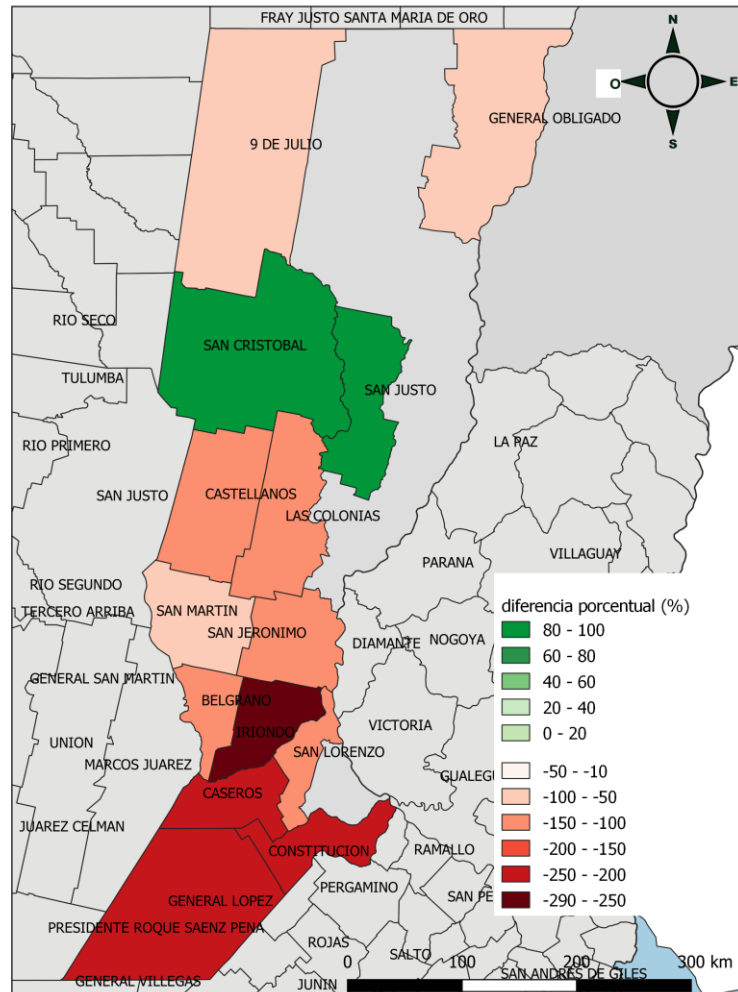 FRAY JUSTO SANTA MARIA DE ORO
N
O
E
S
GENERAL OBLIGADO
9 DE JULIO
RIO SECO
SAN CRISTOBAL
TULUMBA
SAN JUSTO
RIO PRIMERO
LA PAZ
SAN JUSTO
CASTELLANOS
LAS COLONIAS
VILLAGUAY
PARANA
RIO SEGUNDO
TERCERO ARRIBA
SAN MARTIN
SAN JERONIMO
DIAMANTE
NOGOYA
GENERAL SAN MARTIN
BELGRANO
VICTORIA
IRIONDO
UNION
SAN LORENZO
MARCOS JUAREZ
GUALEGU
CASEROS
JUAREZ CELMAN
CONSTITUCION
RAMALLO
PERGAMINO
SAN PE
GENERAL LOPEZ
PRESIDENTE ROQUE SAENZ PENA
ROJAS
SALTO
GENERAL VILLEGAS
JUNIN
SAN ANDRES DE GILES
diferencia porcentual (%)
80 - 100
60 - 80
40 - 60
20 - 40
0 - 20
-50 - -10
-100 - -50
-150 - -100
-200 - -150
-250 - -200
-290 - -250
0 100 200 300 km